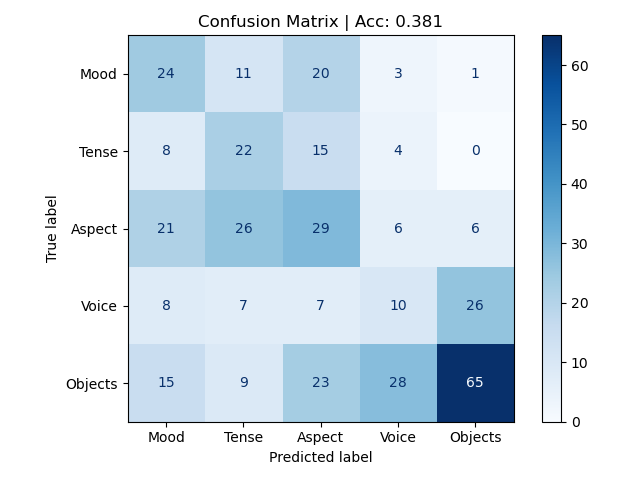 Confusion Matrix | Acc: 0.381
Mood 24 11 20 3 1
Tense 8 22 15 4 0
Aspect 21 26 29 6 6
Voice 8 7 7 10 26
Objects 15 9 23 28 65
Mood Tense Aspect Voice Objects
Predicted label
True label
60
50
40
30
20
10
0